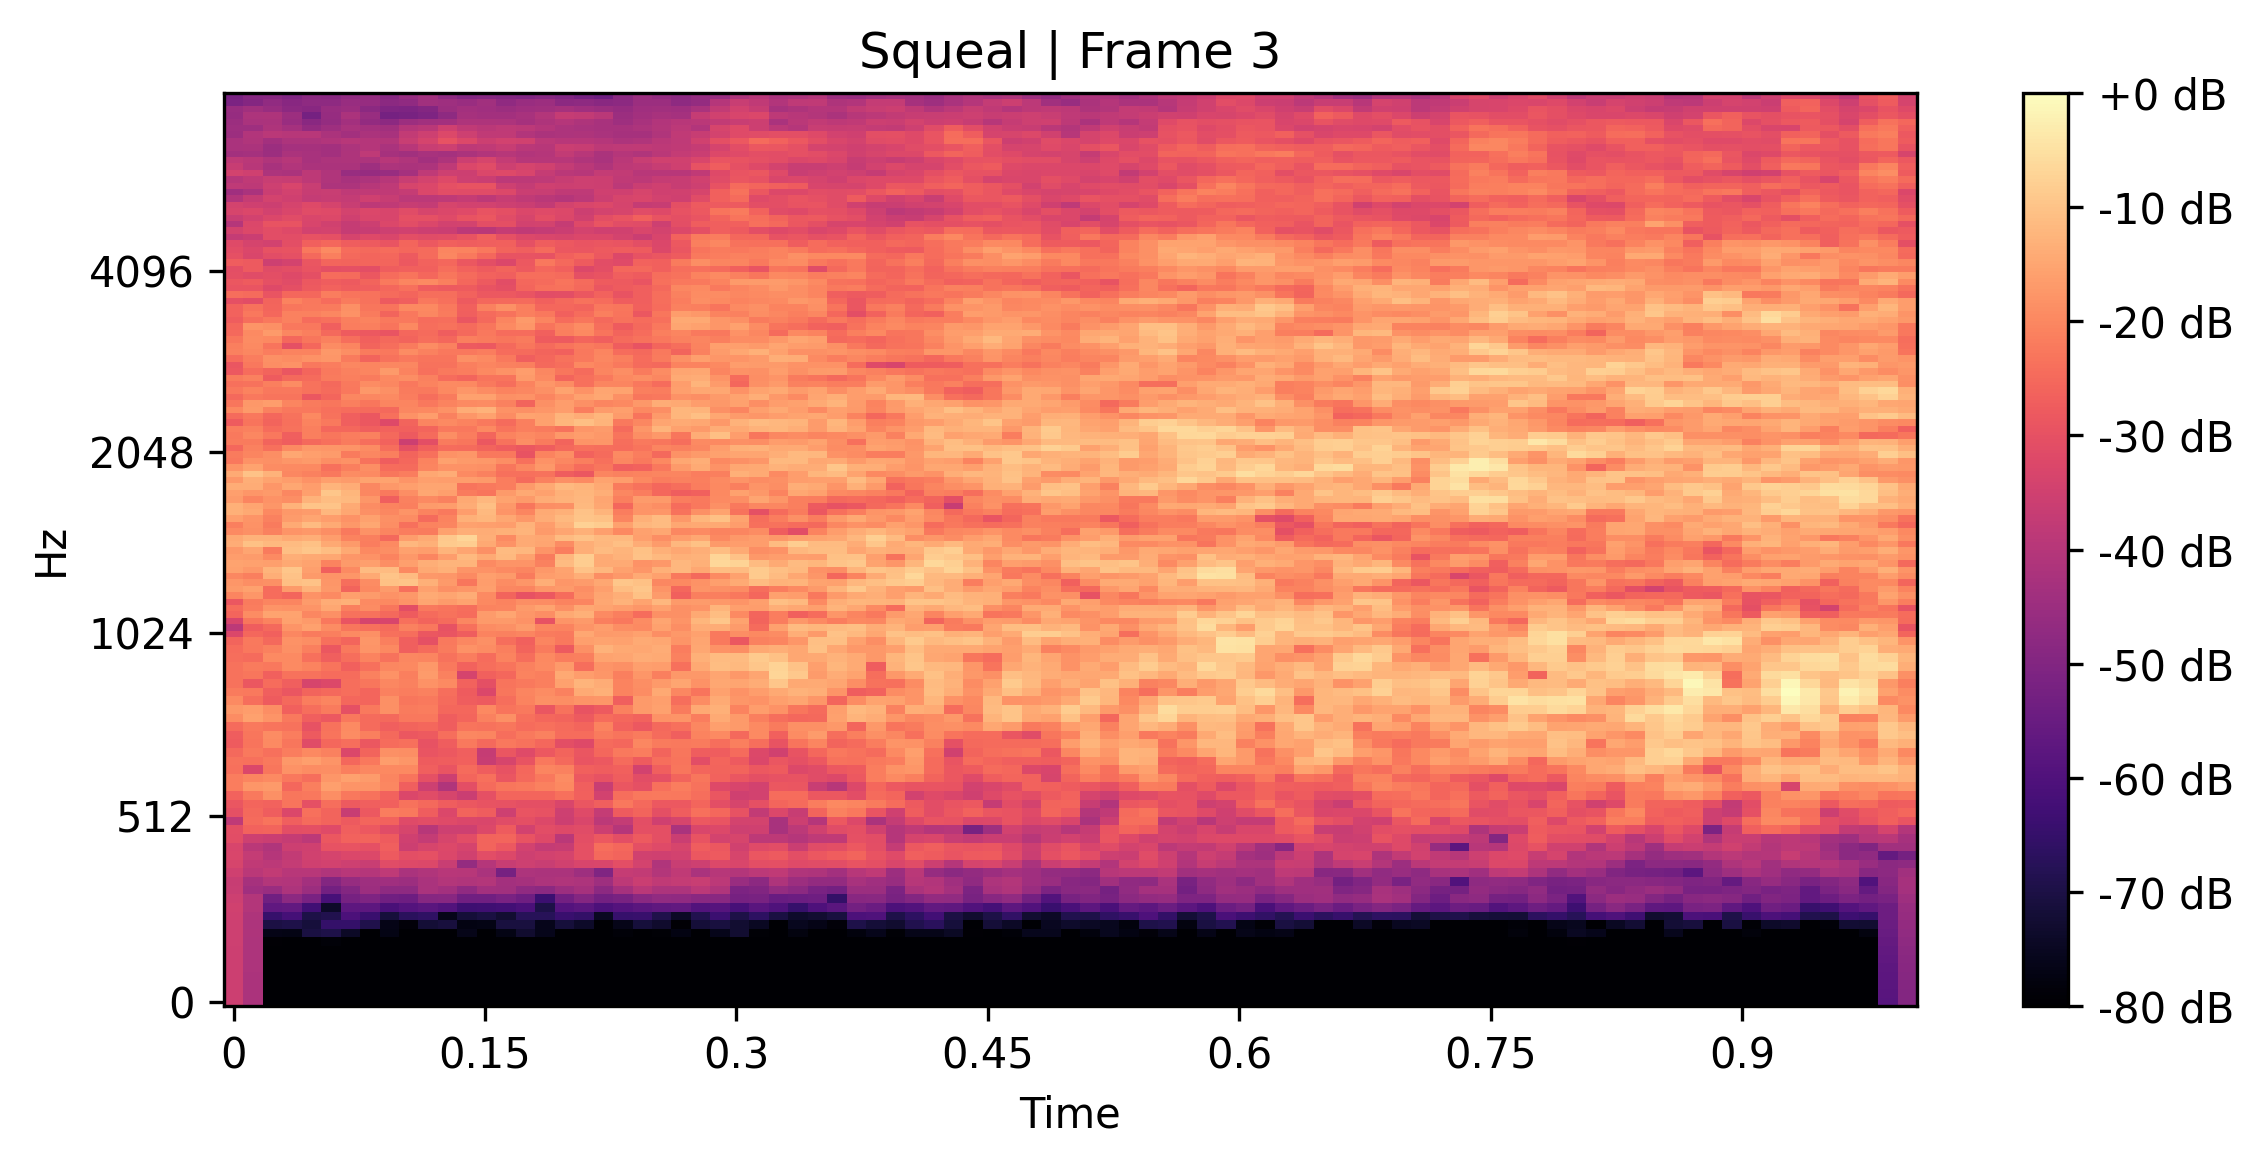 Squeal | Frame 3
+0 dB
-10 dB
-20 dB
-30 dB
-40 dB
-50 dB
-60 dB
-70 dB
-80 dB
Hz
4096
2048
1024
512
0
0 0.15 0.3 0.45 0.6 0.75 0.9
Time